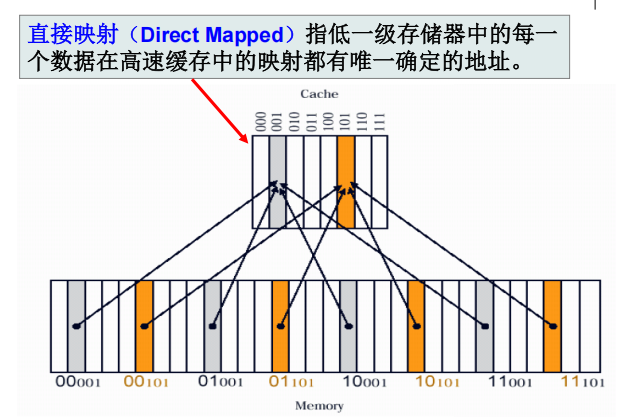 直接映射（Direct Mapped）指低一级存储器中的每一
个数据在高速缓存中的映射都有唯一确定的地址。
Cache
000 001 010 011 100 101 110 111
00001 00101 01001 01101 10001 10101 11001 11101
Memory